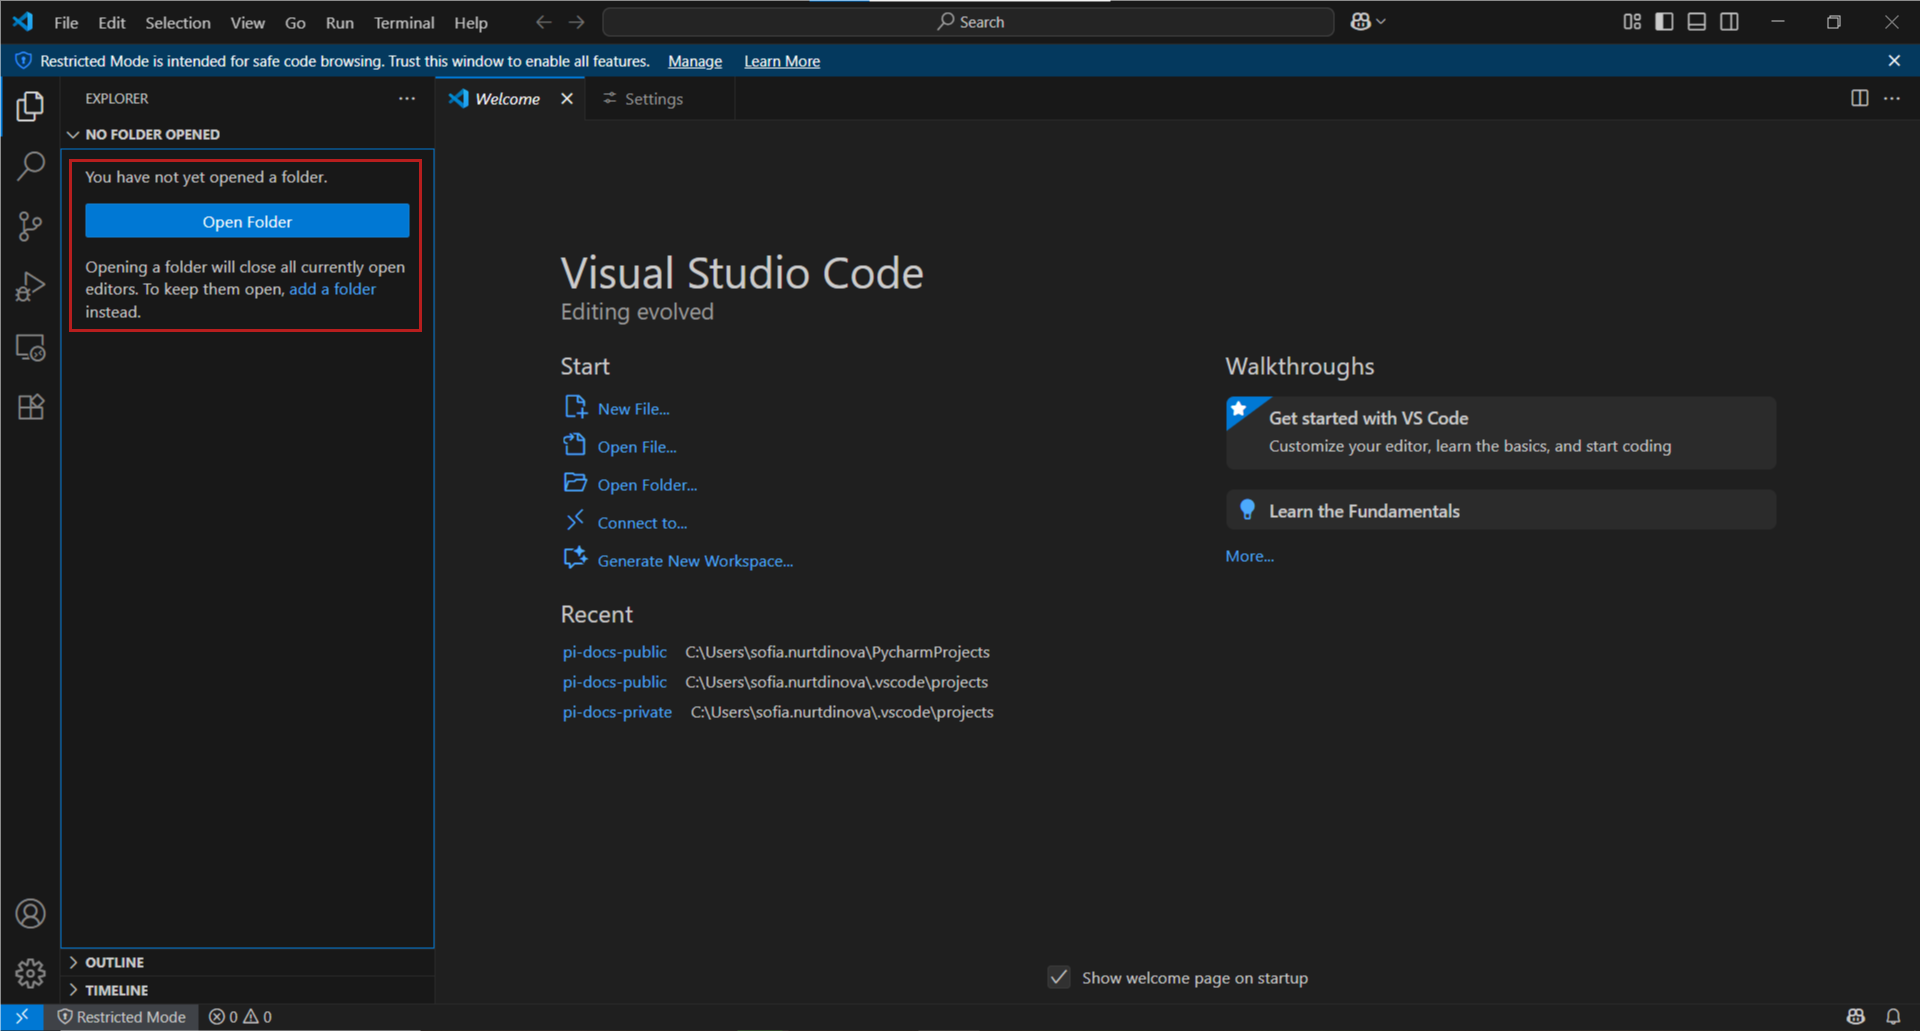 File Edit Selection View Go Run Terminal Help
Search
Restricted Mode is intended for safe code browsing. Trust this window to enable all features. Manage Learn More
EXPLORER
NO FOLDER OPENED
You have not yet opened a folder.
Open Folder
Opening a folder will close all currently open
editors. To keep them open, add a folder
instead.
OUTLINE
TIMELINE
Welcome
Settings
Visual Studio Code
Editing evolved
Start
New File...
Open File...
Open Folder...
Connect to...
Generate New Workspace...
Recent
pi-docs-public C:\Users\sofia.nurtdinova\PycharmProjects
pi-docs-public C:\Users\sofia.nurtdinova\.vscode\projects
pi-docs-private C:\Users\sofia.nurtdinova\.vscode\projects
Walkthroughs
Get started with VS Code
Customize your editor, learn the basics, and start coding
Learn the Fundamentals
More...
Show welcome page on startup
Restricted Mode 0 0